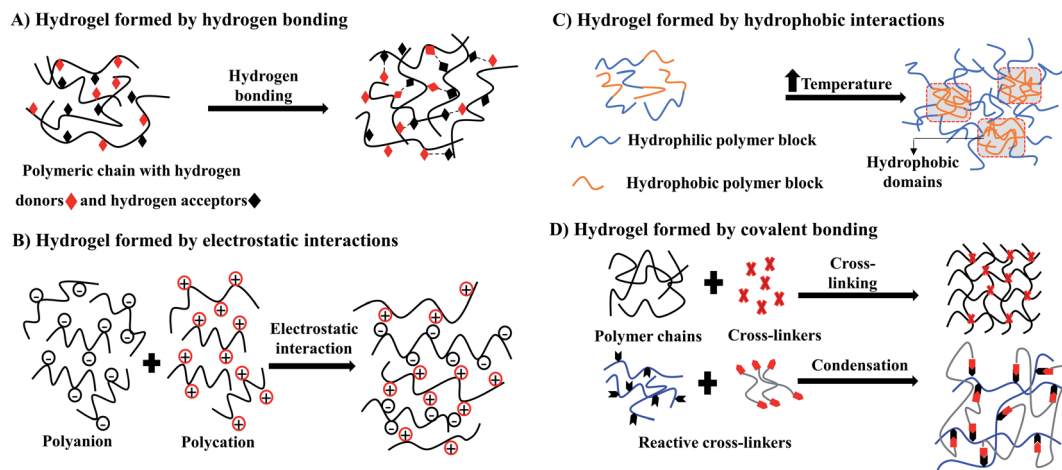 A) Hydrogel formed by hydrogen bonding
Hydrogen
bonding
Polymeric chain with hydrogen
donors and hydrogen acceptors
B) Hydrogel formed by electrostatic interactions
Electrostatic
interaction
Polyanion
Polycation
C) Hydrogel formed by hydrophobic interactions
Temperature
Hydrophilic polymer block
Hydrophobic polymer block
Hydrophobic
domains
D) Hydrogel formed by covalent bonding
Cross-
linking
Polymer chains
Cross-linkers
Condensation
Reactive cross-linkers